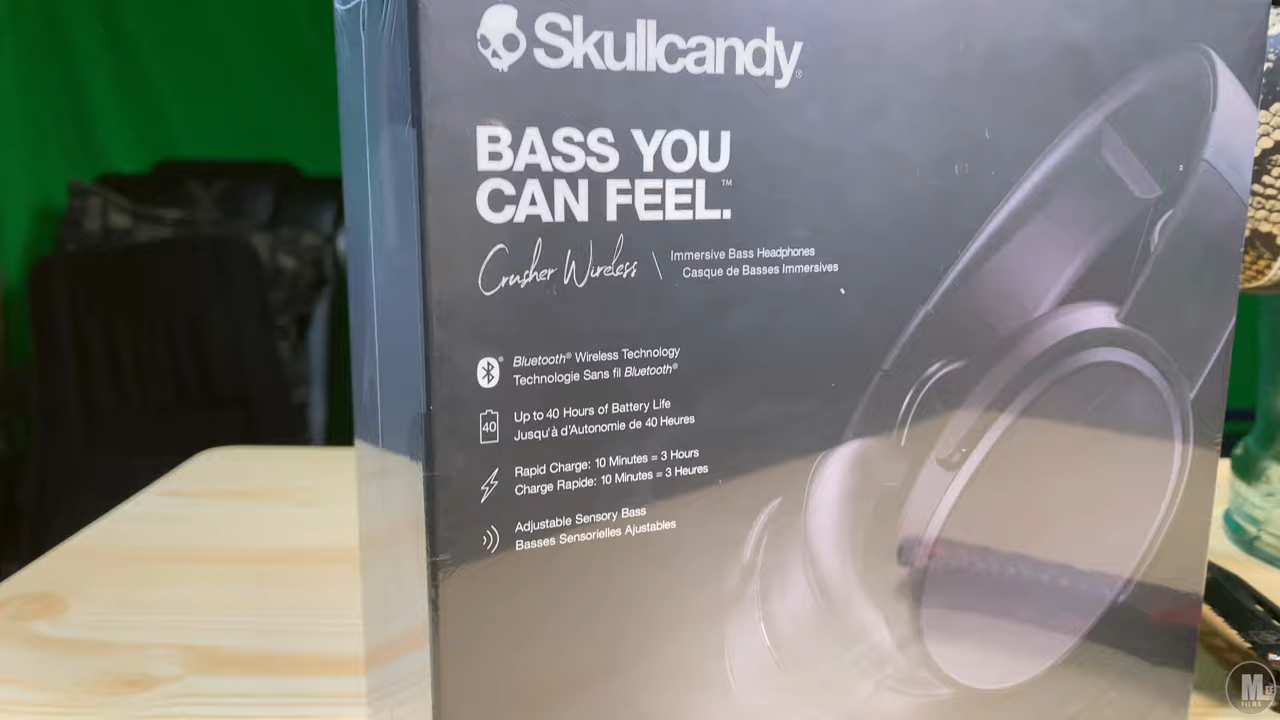 Skullcandy®
BASS YOU
CAN FEEL.™
Crusher Wireless \ Immersive Bass Headphones
Casque de Basses Immersives
Bluetooth® Wireless Technology
Technologie Sans fil Bluetooth®
40
Up to 40 Hours of Battery Life
Jusqu'à d'Autonomie de 40 Heures
Rapid Charge: 10 Minutes = 3 Hours
Charge Rapide: 10 Minutes = 3 Heures
Adjustable Sensory Bass
Basses Sensorielles Ajustables
FILMS